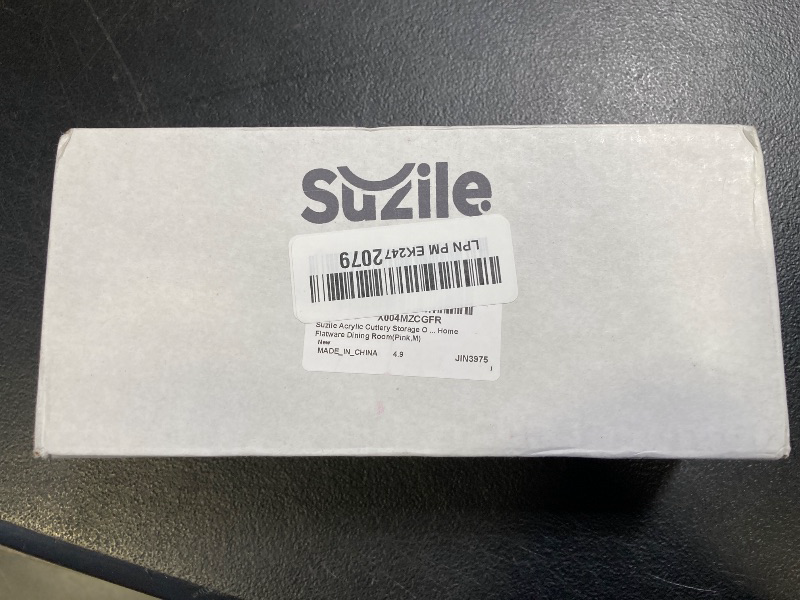 Suzile.
LPN PM EK2472079
X004MZCGFR
Suzile Acrylic Cutlery Storage O ... Home
Flatware Dining Room(Pink,M)
New
MADE_IN_CHINA 4.9 JIN3975